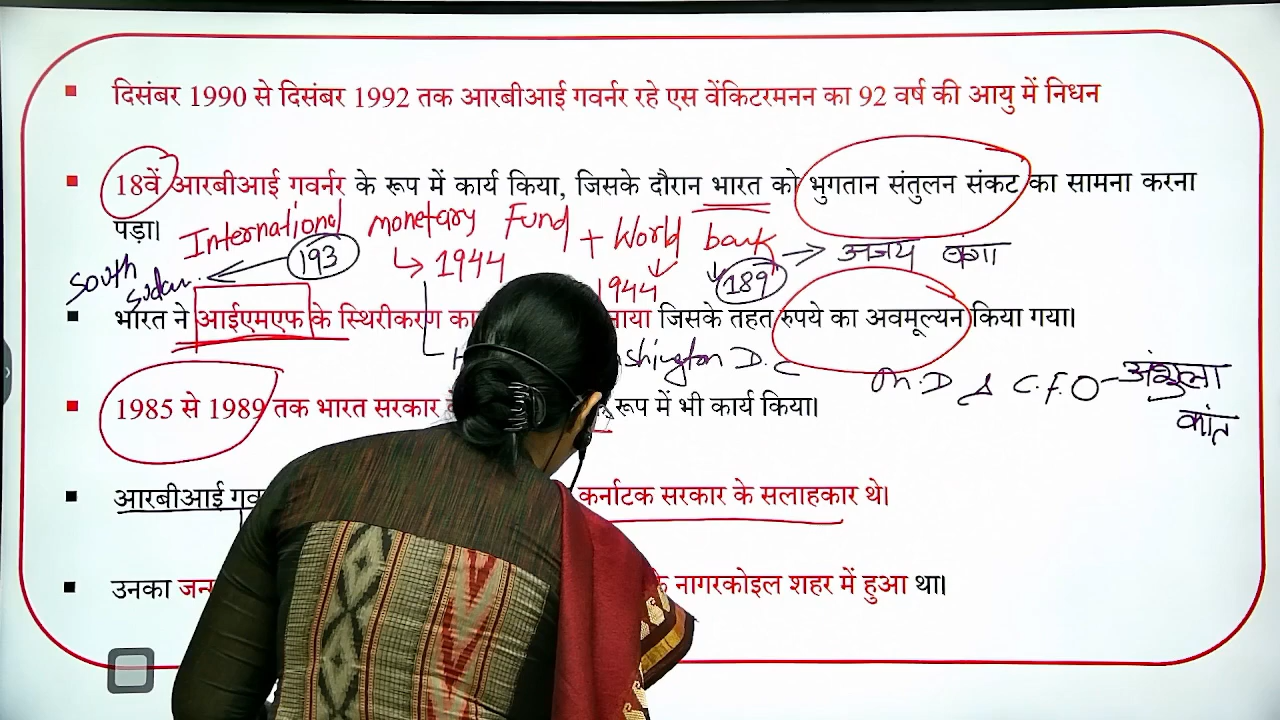 दिसंबर 1990 से दिसंबर 1992 तक आरबीआई गवर्नर रहे एस वेंकिटरमनन का 92 वर्ष की आयु में निधन
18वें आरबीआई गवर्नर के रूप में कार्य किया, जिसके दौरान भारत को भुगतान संतुलन संकट का सामना करना
पड़ा।
International monetary Fund + World bank
193 → 1944 1944 189 → अजय बंगा
South
Sudan
भारत ने आईएमएफ के स्थिरीकरण जिसके तहत रुपये का अवमूल्यन किया गया।
D.C
M.D & C.F.O - अंशुला
कांत
1985 से 1989 तक भारत सरकार रूप में भी कार्य किया।
आरबीआई कर्नाटक सरकार के सलाहकार थे।
उनका नागरकोइल शहर में हुआ था।